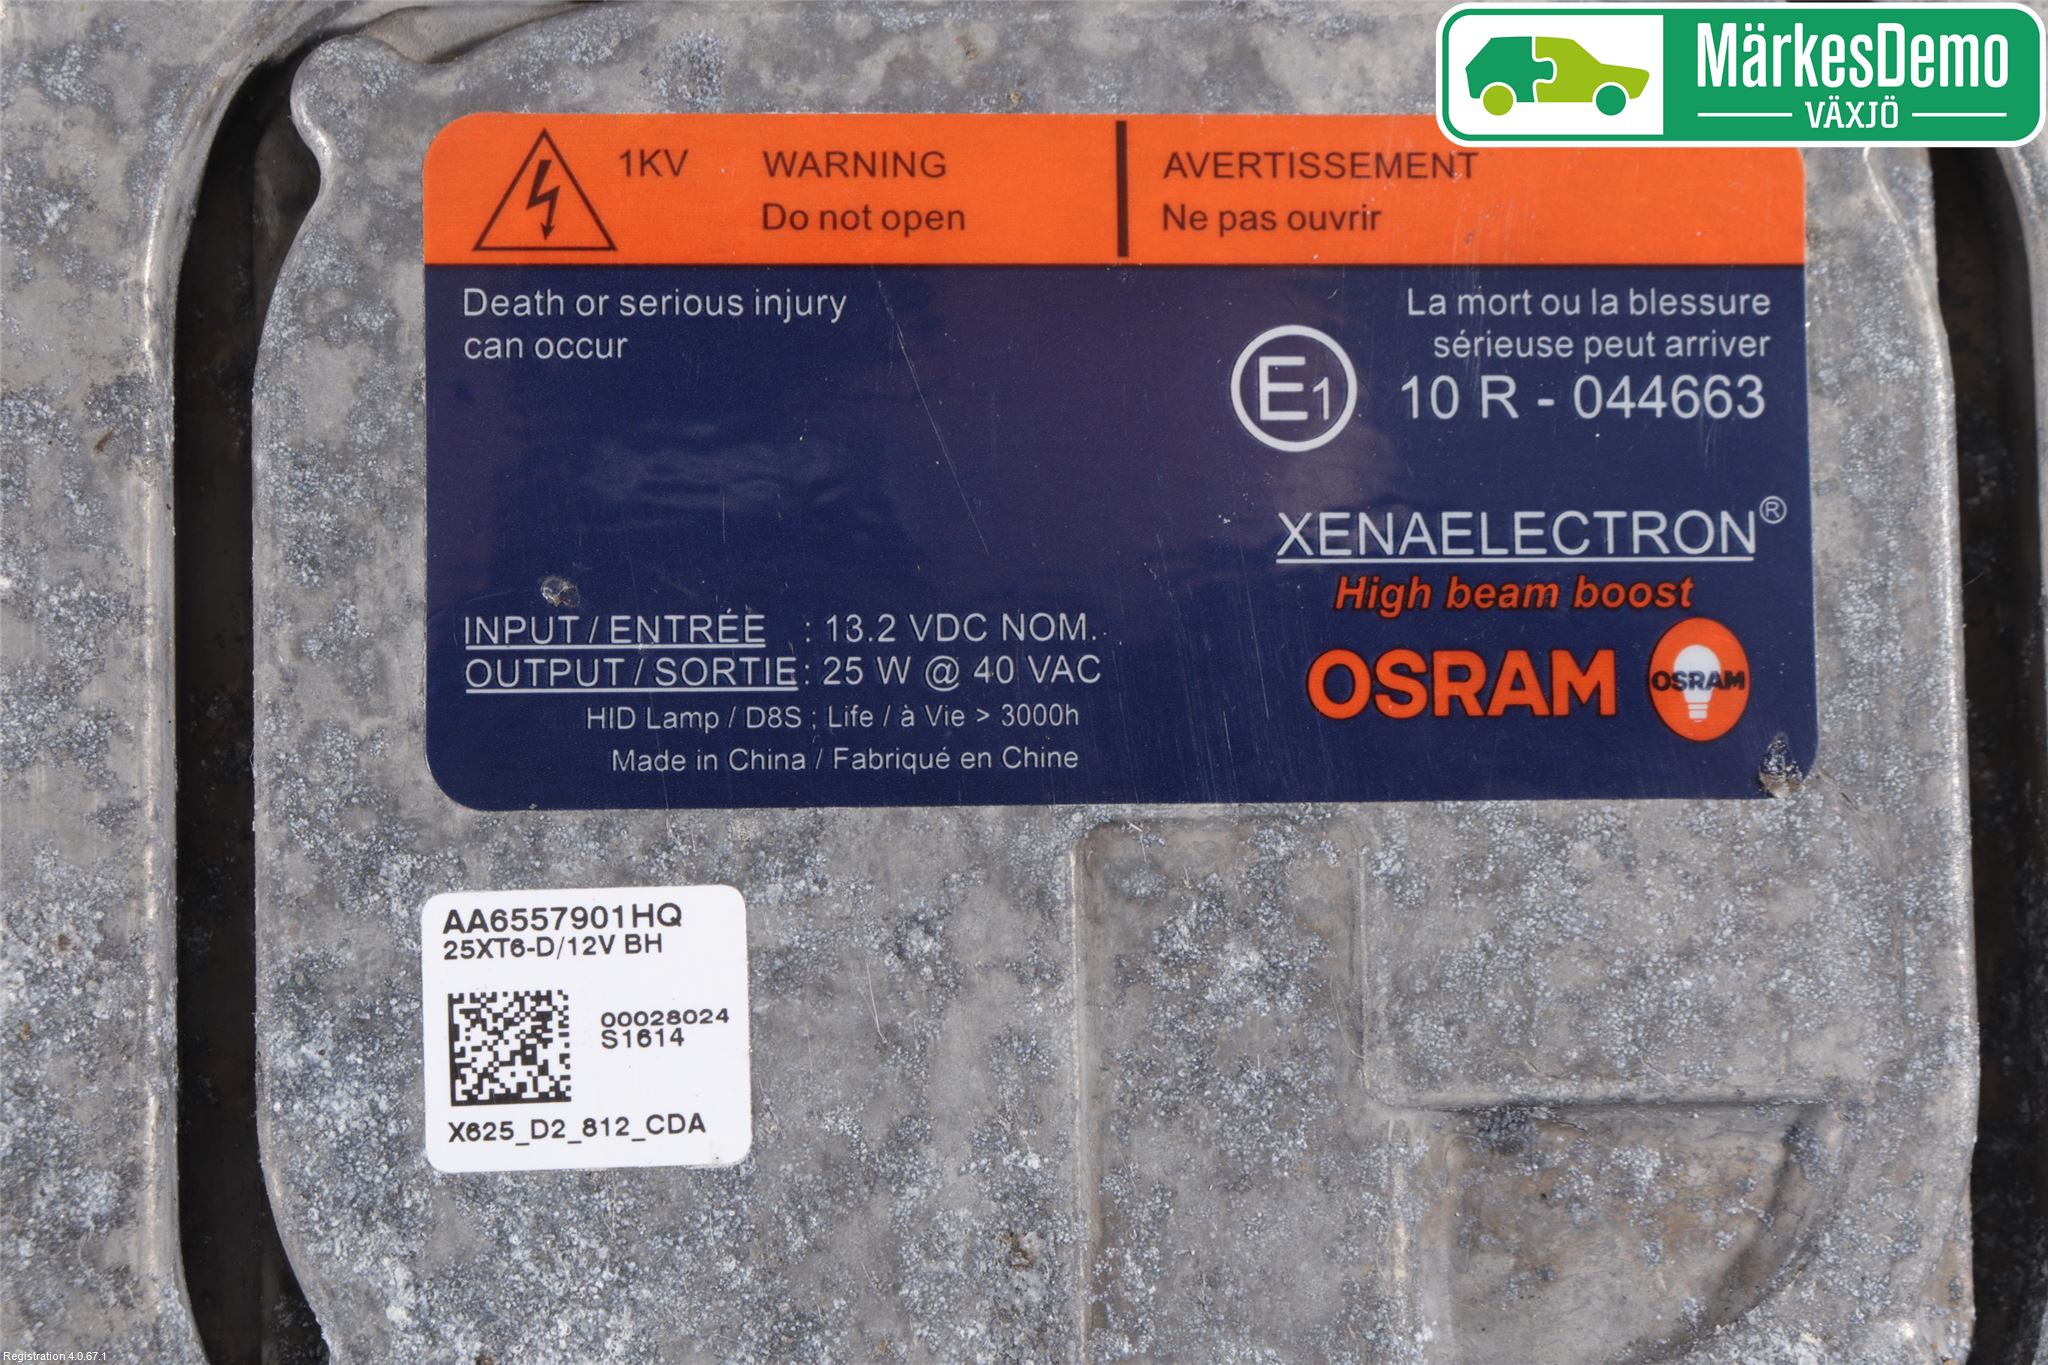 MärkesDemo
VÄXJÖ
1KV
WARNING
Do not open
AVERTISSEMENT
Ne pas ouvrir
Death or serious injury
can occur
La mort ou la blessure
sérieuse peut arriver
E1
10 R - 044663
XENAELECTRON®
High beam boost
OSRAM
OSRAM
INPUT / ENTRÉE : 13.2 VDC NOM.
OUTPUT / SORTIE : 25 W @ 40 VAC
HID Lamp / D8S ; Life / à Vie > 3000h
Made in China / Fabriqué en Chine
AA6557901HQ
25XT6-D/12V BH
00028024
S1614
X625_D2_812_CDA
Registration 4.0.67.1